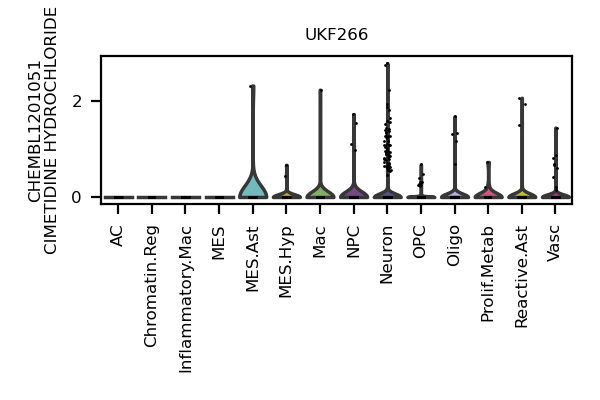 UKF266
CHEMBL1201051
CIMETIDINE HYDROCHLORIDE
2
0
AC
Chromatin.Reg
Inflammatory.Mac
MES
MES.Ast
MES.Hyp
Mac
NPC
Neuron
OPC
Oligo
Prolif.Metab
Reactive.Ast
Vasc